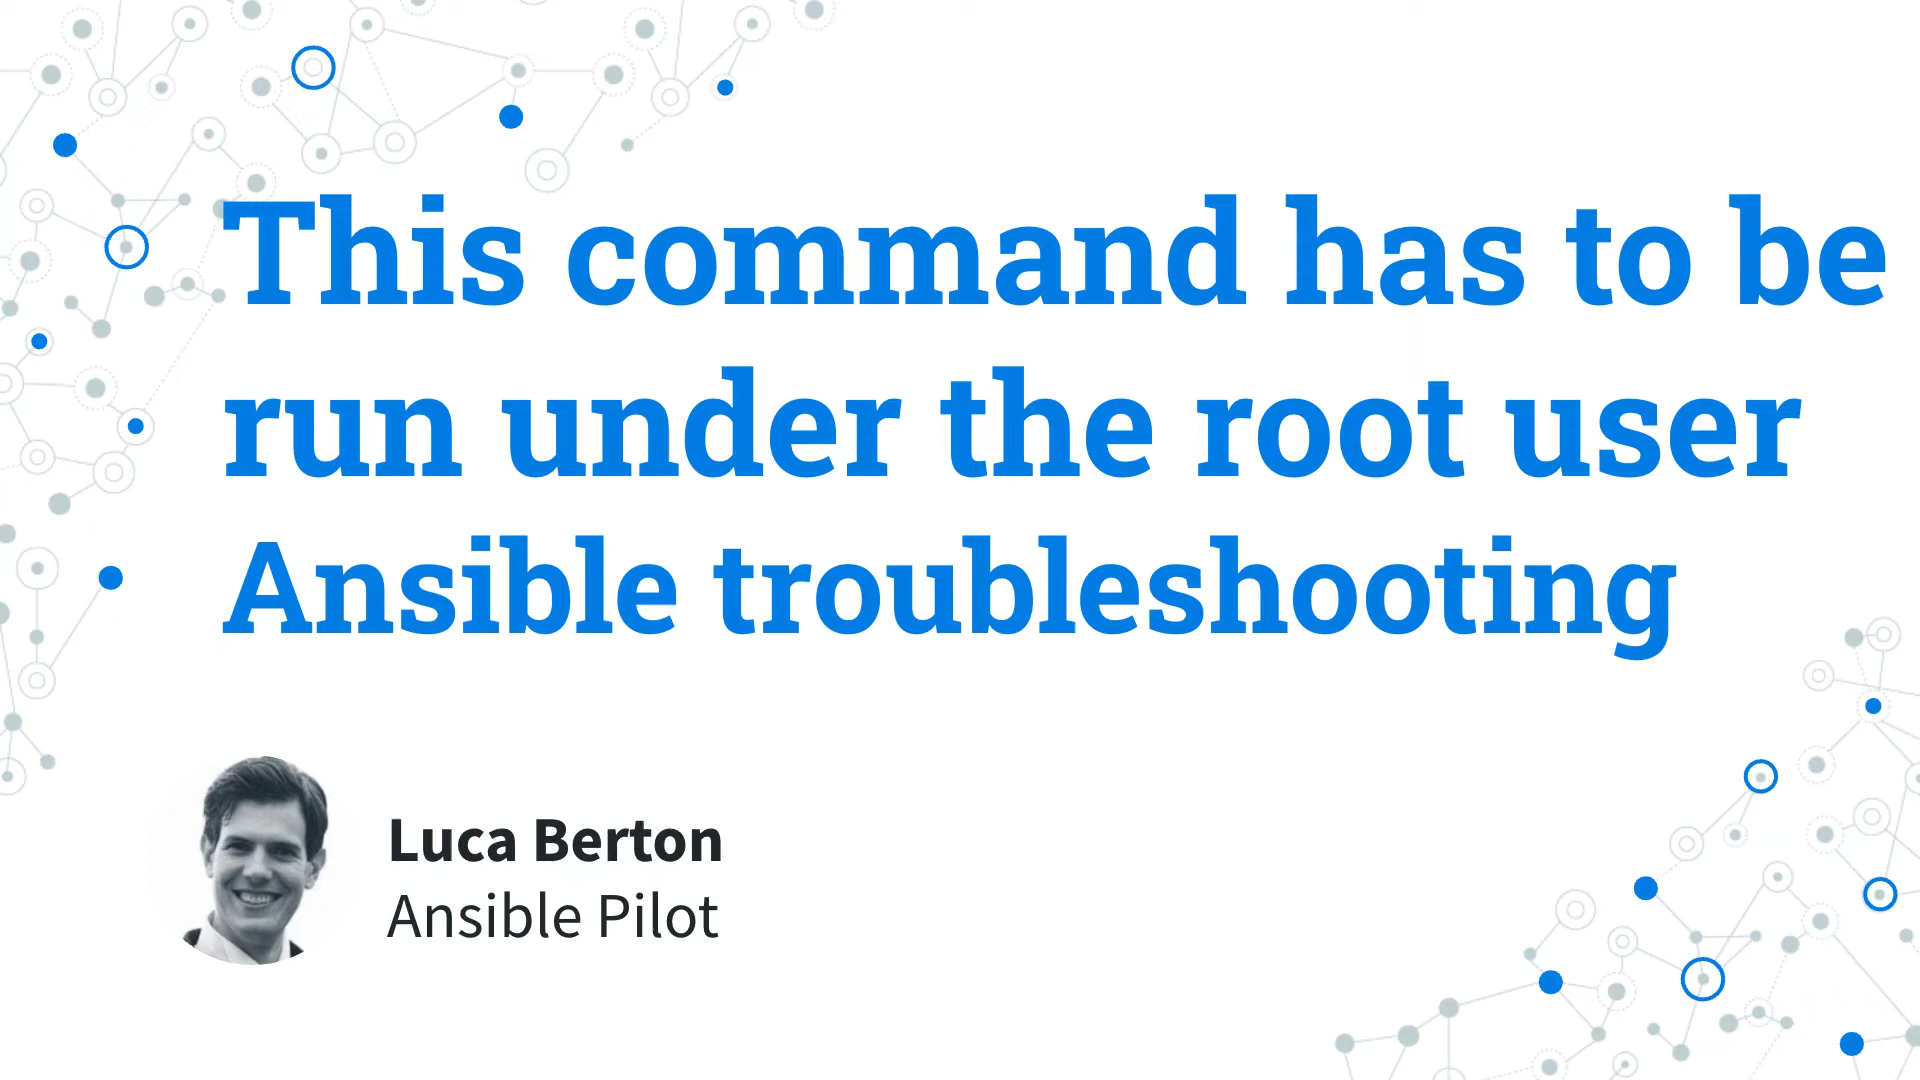 This command has to be
run under the root user
Ansible troubleshooting
Luca Berton
Ansible Pilot